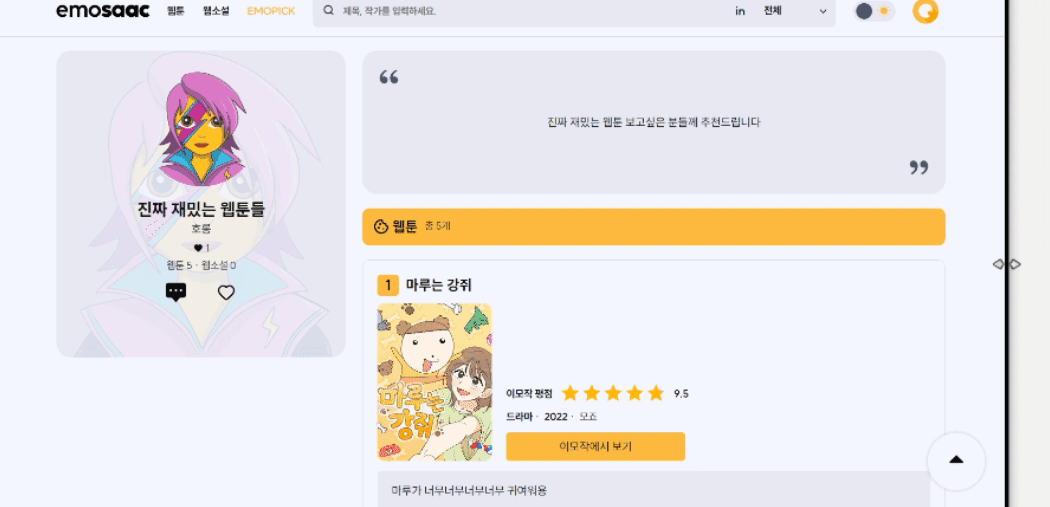 emosaac 웹툰 웹소설 EMOPICK 제목, 작가를 입력하세요. in 전체
진짜 재밌는 웹툰들
호롱
1
웹툰 5 · 웹소설 0
“
진짜 재밌는 웹툰 보고싶은 분들께 추천드립니다
”
웹툰 총 5개
1 마루는 강쥐
마루는
강쥐
이모작 평점 9.5
드라마 · 2022 · 모죠
이모작에서 보기
마루가 너무너무너무너무 귀여워용